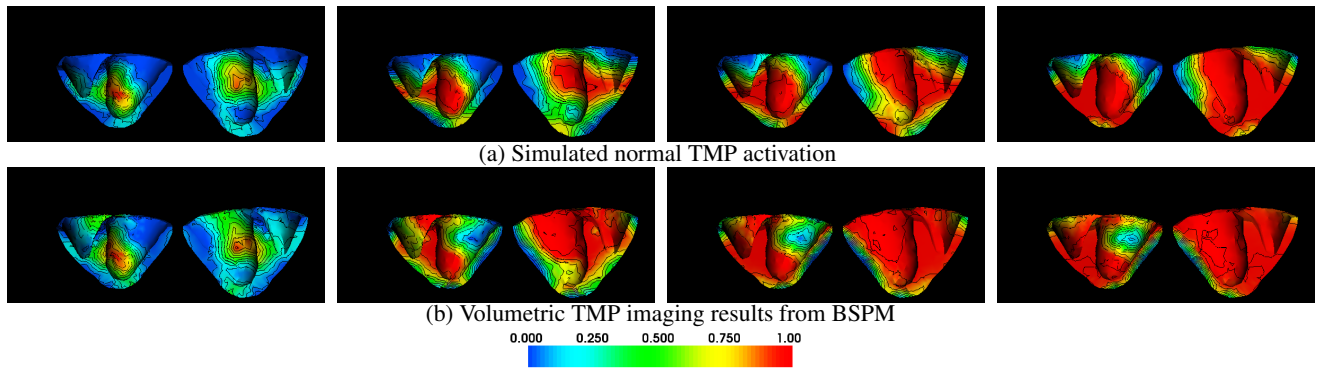 (a) Simulated normal TMP activation
(b) Volumetric TMP imaging results from BSPM
0.000 0.250 0.500 0.750 1.00